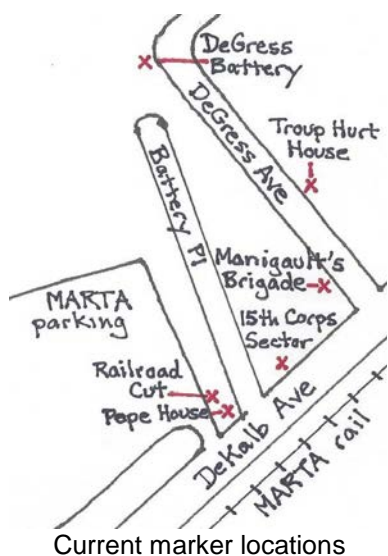 DeGress
Battery
DeGress Ave
Troup Hurt
House
Battery Pl
Manigault's
Brigade
MARTA
parking
15th Corps
Sector
Railroad
Cut
Pope House
DeKalb Ave
MARTA rail
Current marker locations